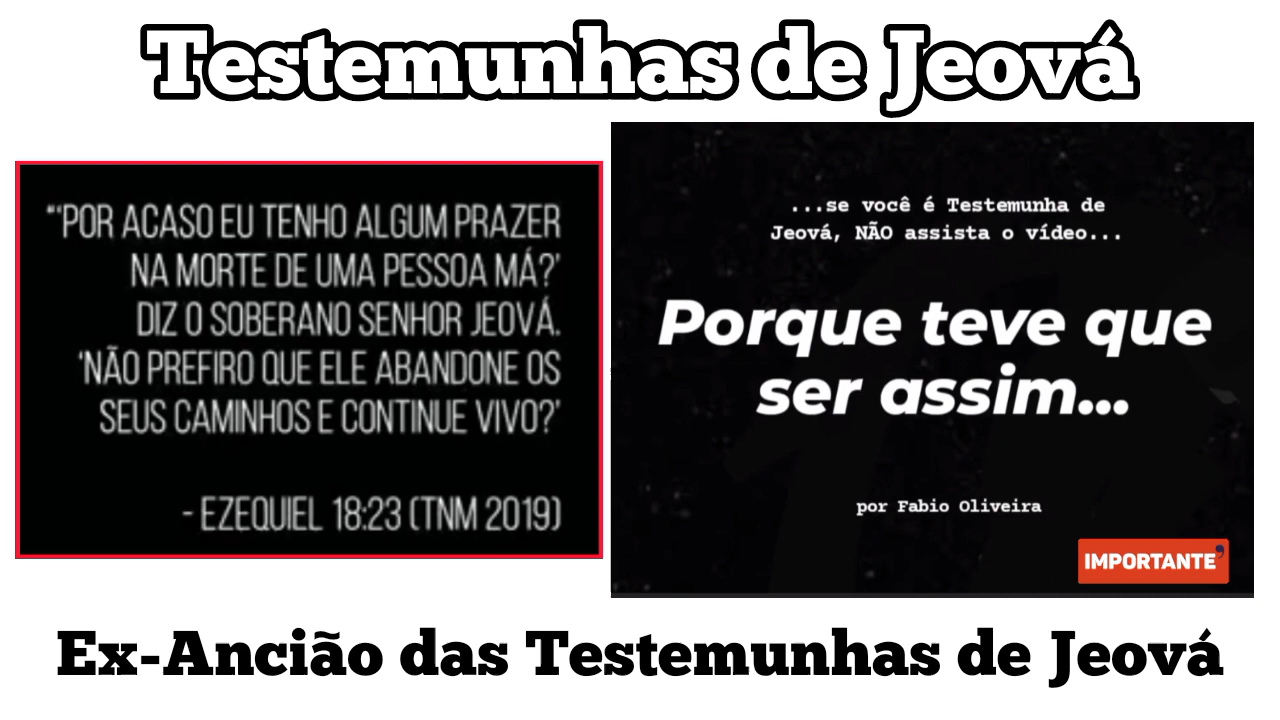 Testemunhas de Jeová
"'POR ACASO EU TENHO ALGUM PRAZER
NA MORTE DE UMA PESSOA MÁ?'
DIZ O SOBERANO SENHOR JEOVÁ.
'NÃO PREFIRO QUE ELE ABANDONE OS
SEUS CAMINHOS E CONTINUE VIVO?'
- EZEQUIEL 18:23 (TNM 2019)
...se você é Testemunha de
Jeová, NÃO assista o vídeo...
Porque teve que
ser assim...
por Fabio Oliveira
IMPORTANTE
Ex-Ancião das Testemunhas de Jeová